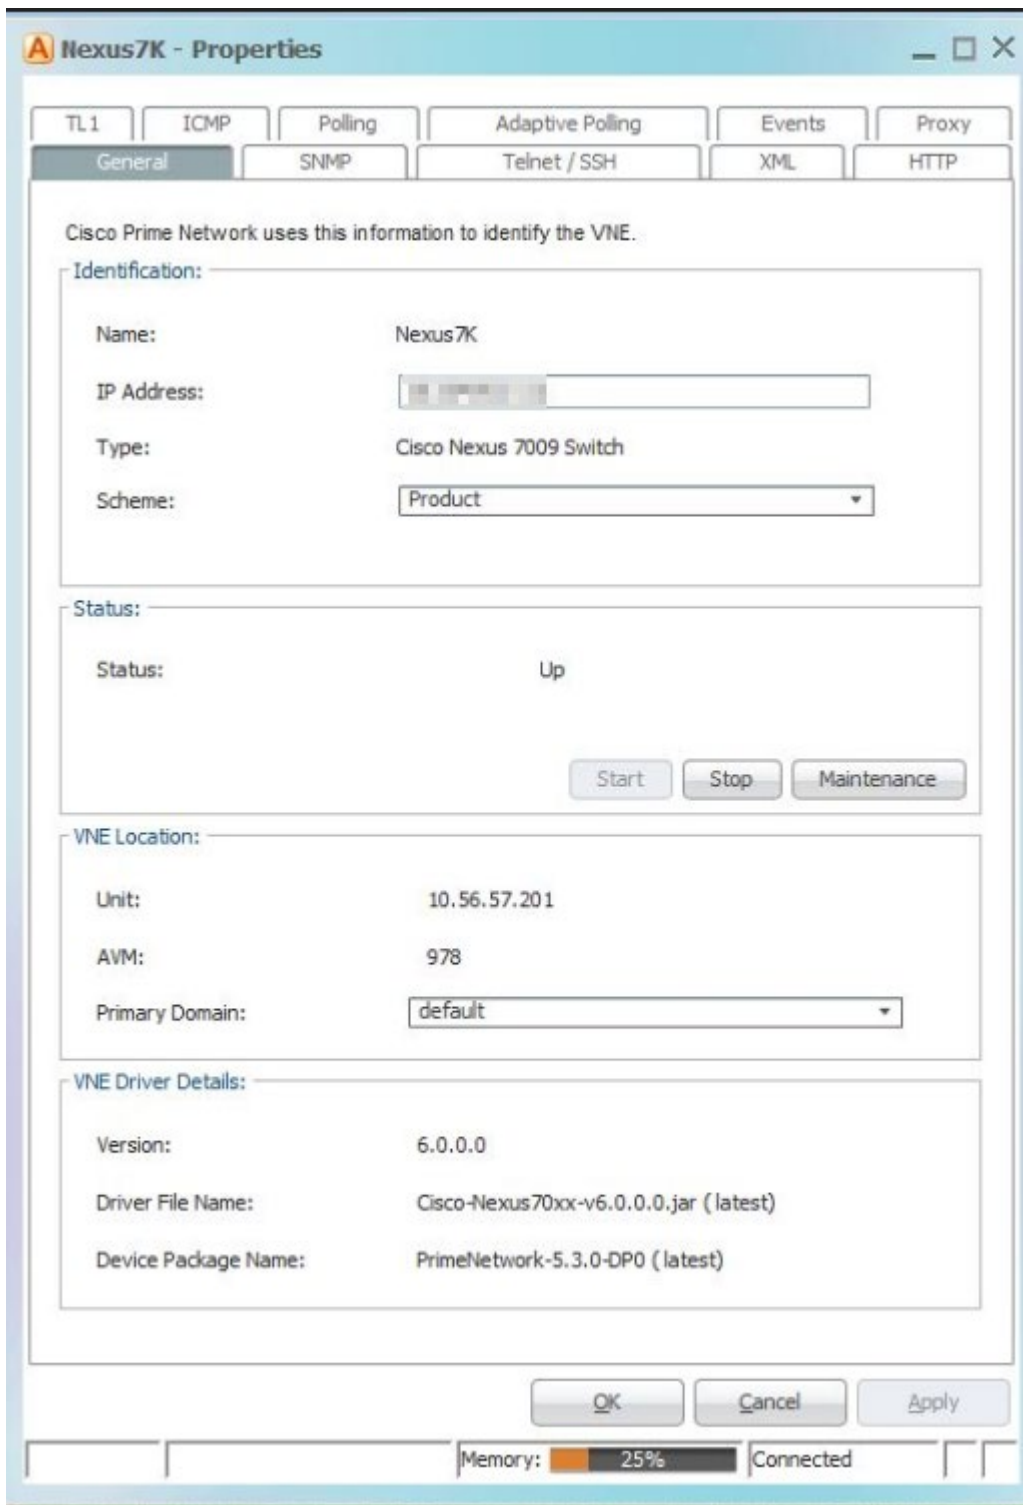 Nexus7K - Properties
TL1 ICMP Polling Adaptive Polling Events Proxy
General SNMP Telnet / SSH XML HTTP
Cisco Prime Network uses this information to identify the VNE.
Identification:
Name: Nexus7K
IP Address:
Type: Cisco Nexus 7009 Switch
Scheme: Product
Status:
Status: Up
Start Stop Maintenance
VNE Location:
Unit: 10.56.57.201
AVM: 978
Primary Domain: default
VNE Driver Details:
Version: 6.0.0.0
Driver File Name: Cisco-Nexus70xx-v6.0.0.0.jar (latest)
Device Package Name: PrimeNetwork-5.3.0-DP0 (latest)
OK Cancel Apply
Memory: 25% Connected